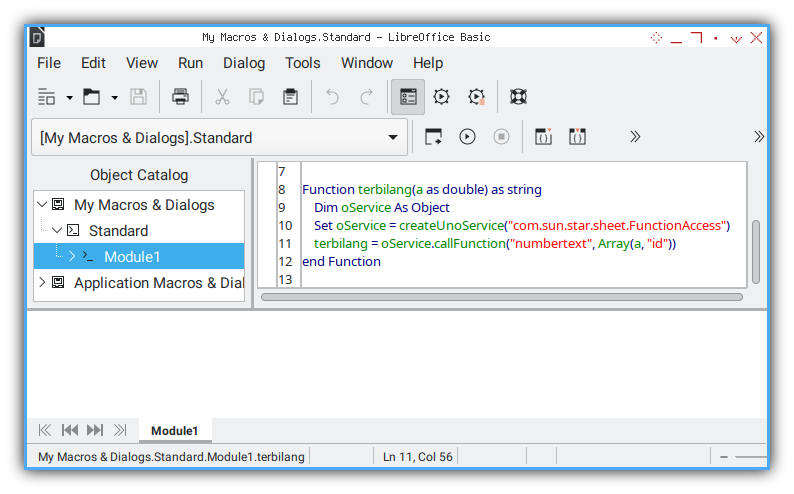 My Macros & Dialogs.Standard – LibreOffice Basic
File Edit View Run Dialog Tools Window Help
[My Macros & Dialogs].Standard
Object Catalog
My Macros & Dialogs
Standard
Module1
Application Macros & Dial
7
8 Function terbilang(a as double) as string
9 Dim oService As Object
10 Set oService = createUnoService("com.sun.star.sheet.FunctionAccess")
11 terbilang = oService.callFunction("numbertext", Array(a, "id"))
12 end Function
13
Module1
My Macros & Dialogs.Standard.Module1.terbilang Ln 11, Col 56